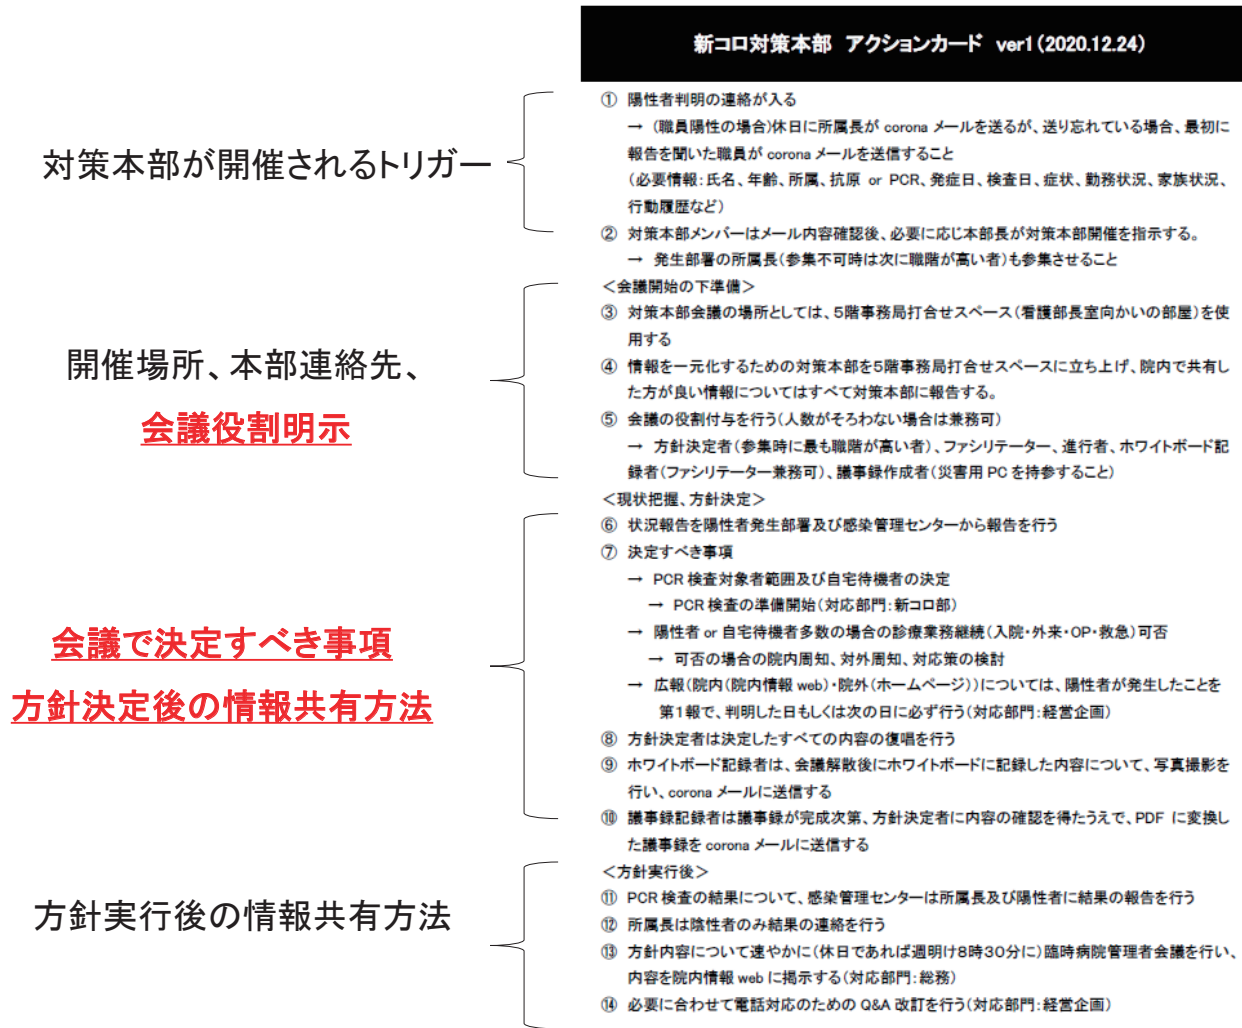 新コロ対策本部 アクションカード ver1(2020.12.24)
対策本部が開催されるトリガー
① 陽性者判明の連絡が入る
→ (職員陽性の場合)休日に所属長が corona メールを送るが、送り忘れている場合、最初に
報告を聞いた職員が corona メールを送信すること
(必要情報:氏名、年齢、所属、抗原 or PCR、発症日、検査日、症状、勤務状況、家族状況、
行動履歴など)
② 対策本部メンバーはメール内容確認後、必要に応じ本部長が対策本部開催を指示する。
→ 発生部署の所属長(参集不可時は次に職階が高い者)も参集させること
開催場所、本部連絡先、
会議役割明示
<会議開始の下準備>
③ 対策本部会議の場所としては、5階事務局打合せスペース(看護部長室向かいの部屋)を使
用する
④ 情報を一元化するための対策本部を5階事務局打合せスペースに立ち上げ、院内で共有し
た方が良い情報についてはすべて対策本部に報告する。
⑤ 会議の役割付与を行う(人数がそろわない場合は兼務可)
→ 方針決定者(参集時に最も職階が高い者)、ファシリテーター、進行者、ホワイトボード記
録者(ファシリテーター兼務可)、議事録作成者(災害用 PC を持参すること)
会議で決定すべき事項
方針決定後の情報共有方法
<現状把握、方針決定>
⑥ 状況報告を陽性者発生部署及び感染管理センターから報告を行う
⑦ 決定すべき事項
→ PCR 検査対象者範囲及び自宅待機者の決定
→ PCR 検査の準備開始(対応部門:新コロ部)
→ 陽性者 or 自宅待機者多数の場合の診療業務継続(入院・外来・OP・救急)可否
→ 可否の場合の院内周知、対外周知、対応策の検討
→ 広報(院内(院内情報 web)・院外(ホームページ))については、陽性者が発生したことを
第1報で、判明した日もしくは次の日に必ず行う(対応部門:経営企画)
⑧ 方針決定者は決定したすべての内容の復唱を行う
⑨ ホワイトボード記録者は、会議解散後にホワイトボードに記録した内容について、写真撮影を
行い、corona メールに送信する
⑩ 議事録記録者は議事録が完成次第、方針決定者に内容の確認を得たうえで、PDF に変換し
た議事録を corona メールに送信する
方針実行後の情報共有方法
<方針実行後>
⑪ PCR 検査の結果について、感染管理センターは所属長及び陽性者に結果の報告を行う
⑫ 所属長は陰性者のみ結果の連絡を行う
⑬ 方針内容について速やかに(休日であれば週明け8時30分に)臨時病院管理者会議を行い、
内容を院内情報 web に掲示する(対応部門:総務)
⑭ 必要に合わせて電話対応のための Q&A 改訂を行う(対応部門:経営企画)